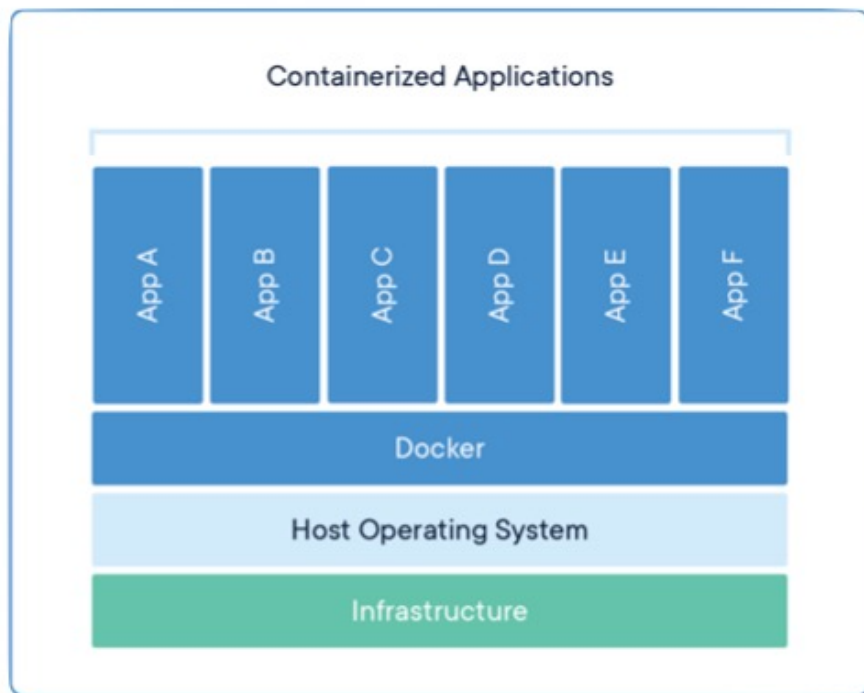 Containerized Applications
App A
App B
App C
App D
App E
App F
Docker
Host Operating System
Infrastructure